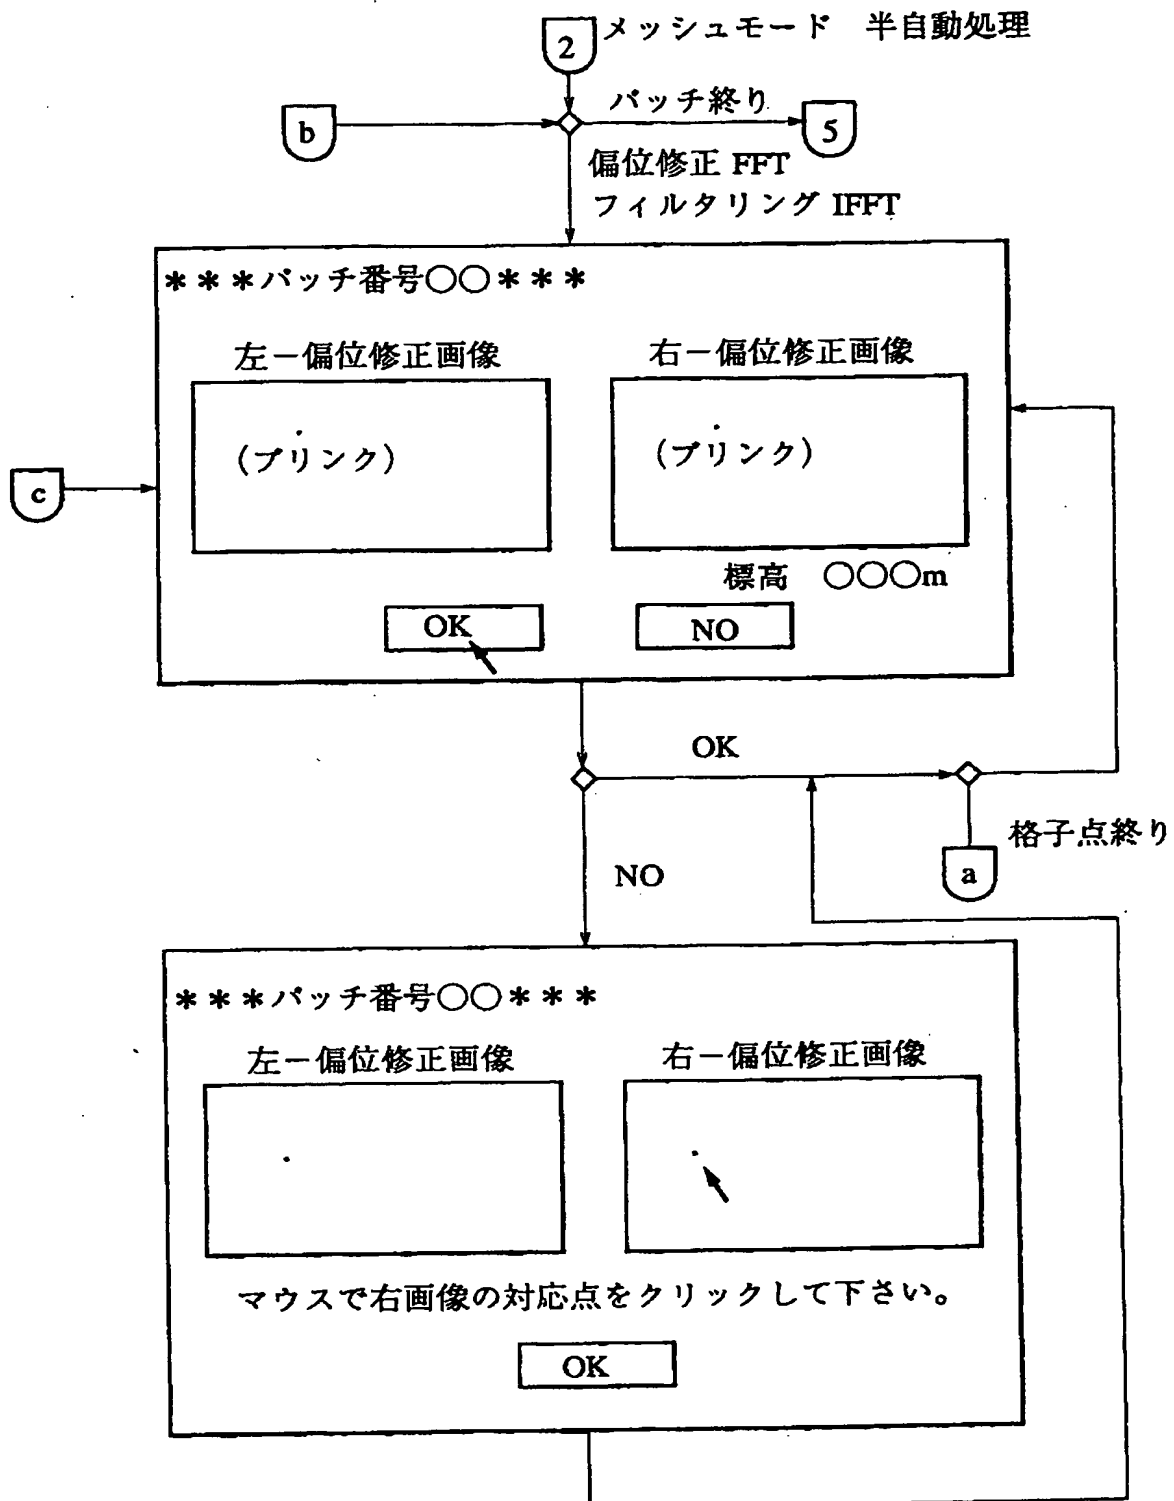 2 メッシュモード 半自動処理
b パッチ終り 5
偏位修正 FFT
フィルタリング IFFT
＊＊＊パッチ番号○○＊＊＊
左－偏位修正画像 右－偏位修正画像
(ブリンク) (ブリンク)
c
標高 ○○○m
OK NO
OK
格子点終り
a
NO
＊＊＊パッチ番号○○＊＊＊
左－偏位修正画像 右－偏位修正画像
マウスで右画像の対応点をクリックして下さい。
OK